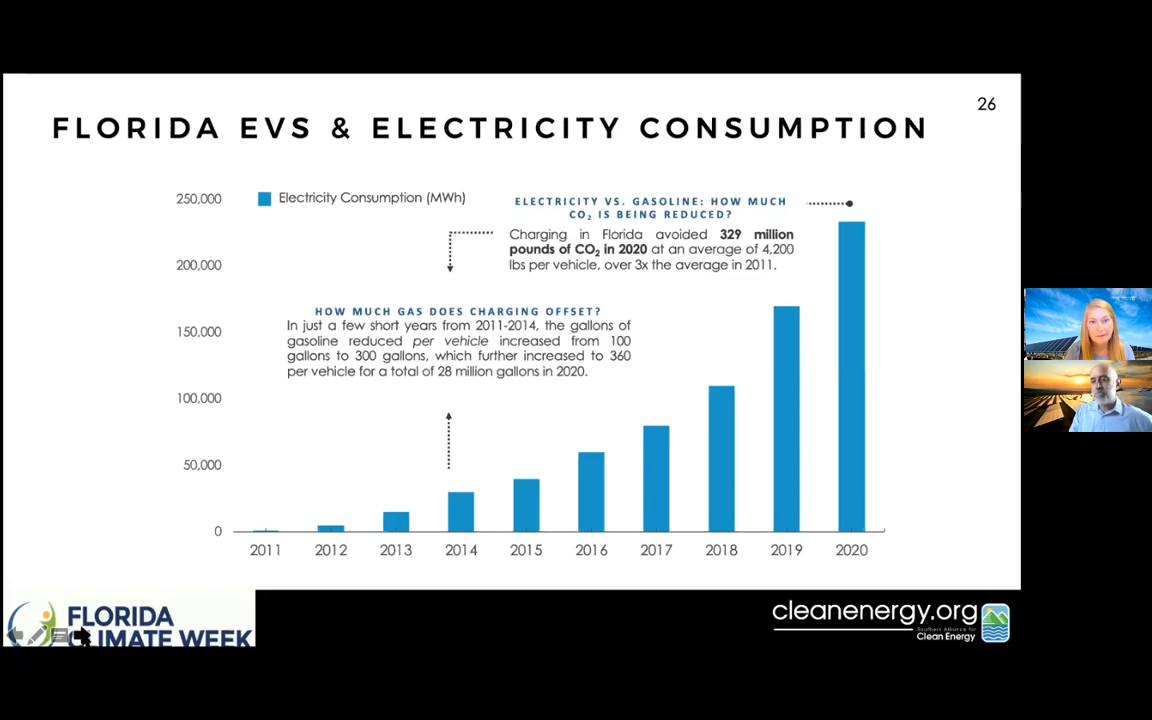 26
FLORIDA EVS & ELECTRICITY CONSUMPTION
250,000
200,000
150,000
100,000
50,000
0
Electricity Consumption (MWh)
ELECTRICITY VS. GASOLINE: HOW MUCH
CO₂ IS BEING REDUCED?
Charging in Florida avoided 329 million
pounds of CO₂ in 2020 at an average of 4,200
lbs per vehicle, over 3x the average in 2011.
HOW MUCH GAS DOES CHARGING OFFSET?
In just a few short years from 2011-2014, the gallons of
gasoline reduced per vehicle increased from 100
gallons to 300 gallons, which further increased to 360
per vehicle for a total of 28 million gallons in 2020.
2011 2012 2013 2014 2015 2016 2017 2018 2019 2020
FLORIDA
CLIMATE WEEK
cleanenergy.org
Southern Alliance for
Clean Energy